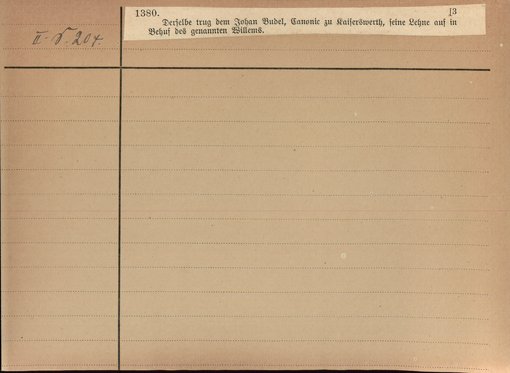 1380. [3
Derselbe trug dem Johan Budel, Canonic zu Kaiserswerth, seine Lehne auf in
Behuf des genannten Willems.
II. 204.